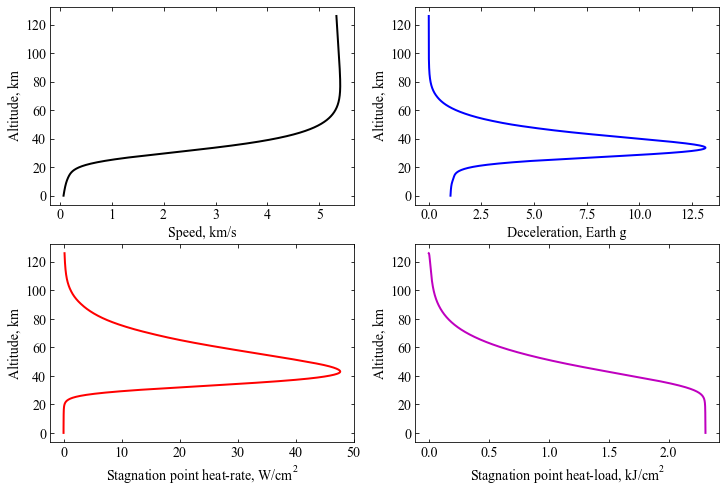 120
100
80
60
40
20
0
Altitude, km
0 1 2 3 4 5
Speed, km/s
120
100
80
60
40
20
0
Altitude, km
0.0 2.5 5.0 7.5 10.0 12.5
Deceleration, Earth g
120
100
80
60
40
20
0
Altitude, km
0 10 20 30 40 50
Stagnation point heat-rate, W/cm²
120
100
80
60
40
20
0
Altitude, km
0.0 0.5 1.0 1.5 2.0
Stagnation point heat-load, kJ/cm²